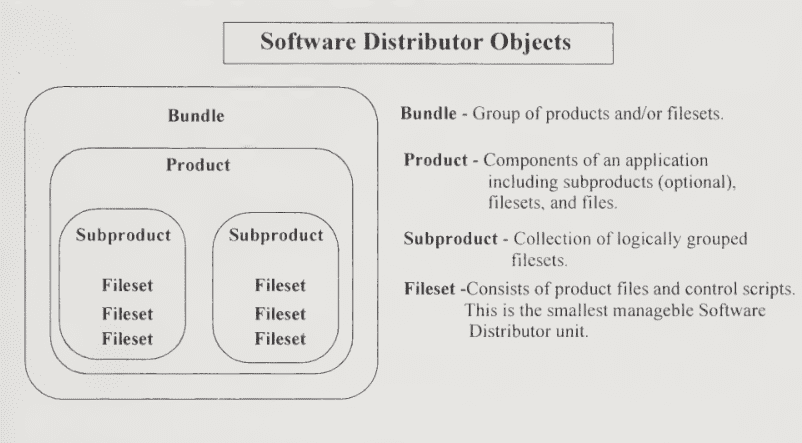 Software Distributor Objects
Bundle
Product
Subproduct
Subproduct
Fileset
Fileset
Fileset
Fileset
Fileset
Fileset
Bundle - Group of products and/or filesets.
Product - Components of an application
including subproducts (optional),
filesets, and files.
Subproduct - Collection of logically grouped
filesets.
Fileset -Consists of product files and control scripts.
This is the smallest manageble Software
Distributor unit.